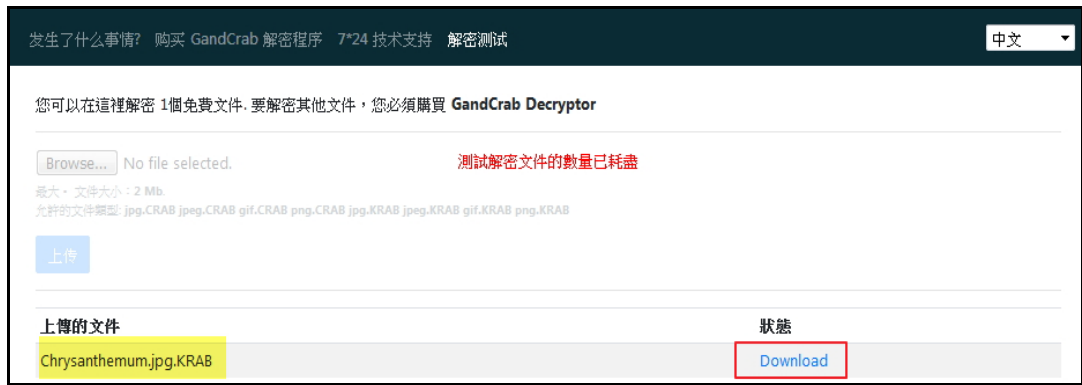 发生了什么事情? 购买 GandCrab 解密程序 7*24 技术支持 解密测试 中文
您可以在這裡解密 1個免費文件. 要解密其他文件，您必須購買 GandCrab Decryptor
Browse... No file selected. 測試解密文件的數量已耗盡
最大。文件大小：2 Mb.
允許的文件類型: jpg.CRAB jpeg.CRAB gif.CRAB png.CRAB jpg.KRAB jpeg.KRAB gif.KRAB png.KRAB
上传
上傳的文件 狀態
Chrysanthemum.jpg.KRAB Download